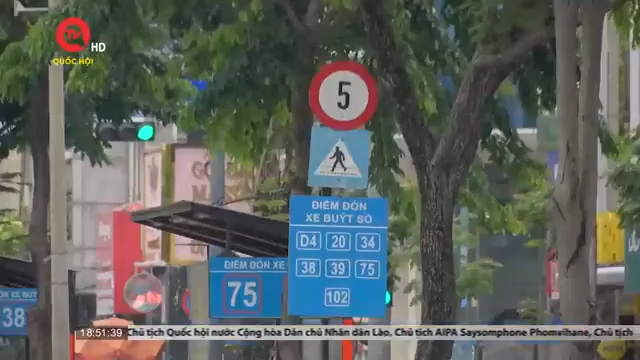 HD
QUỐC HỘI
5
ĐIỂM ĐÓN
XE BUÝT SỐ
D4 20 34
38 39 75
102
ĐIỂM ĐÓN XE
75
38
18:51:39 Chủ tịch Quốc hội nước Cộng hòa Dân chủ Nhân dân Lào, Chủ tịch AIPA Saysomphone Phomvihane, Chủ tịch